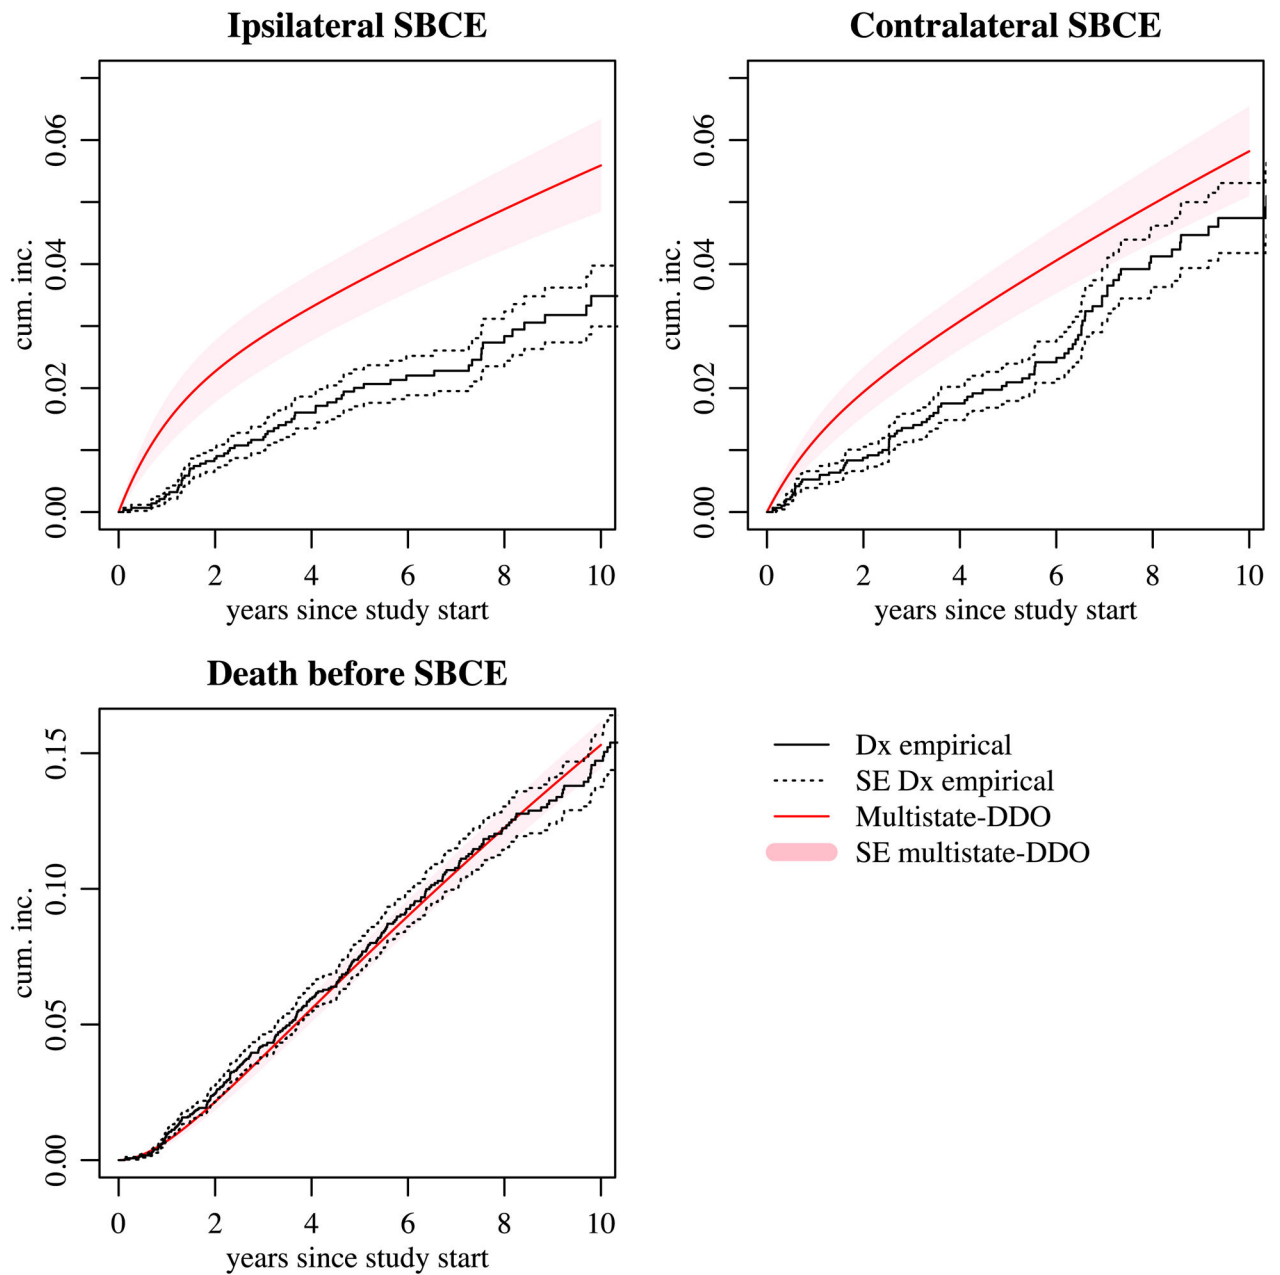 Ipsilateral SBCE
cum. inc.
0.00 0.02 0.04 0.06
0 2 4 6 8 10
years since study start
Contralateral SBCE
cum. inc.
0.00 0.02 0.04 0.06
0 2 4 6 8 10
years since study start
Death before SBCE
cum. inc.
0.00 0.05 0.10 0.15
0 2 4 6 8 10
years since study start
Dx empirical
SE Dx empirical
Multistate-DDO
SE multistate-DDO